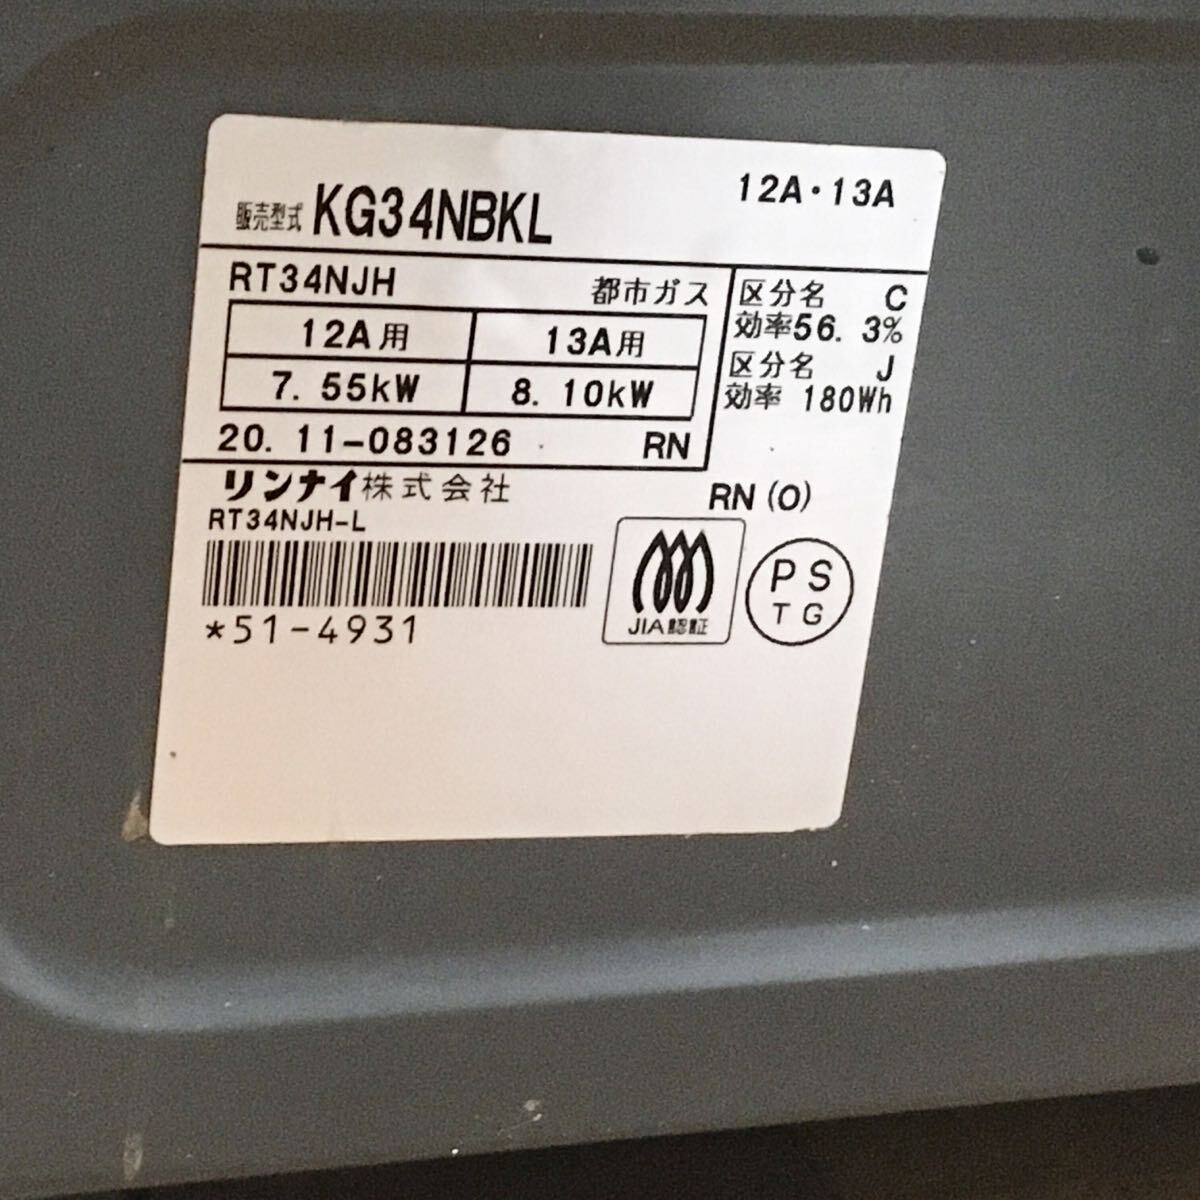 販売型式 KG34NBKL 12A・13A
RT34NJH 都市ガス
12A用 13A用
7.55kW 8.10kW
20.11-083126 RN
区分名 C
効率56.3%
区分名 J
効率 180Wh
リンナイ株式会社
RT34NJH-L
*51-4931
RN (O)
JIA認証
PS
TG